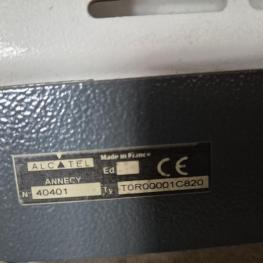 ALCATEL Made in France
ANNECY Ed
N° 40401 Ty. T0R00001C820
CE